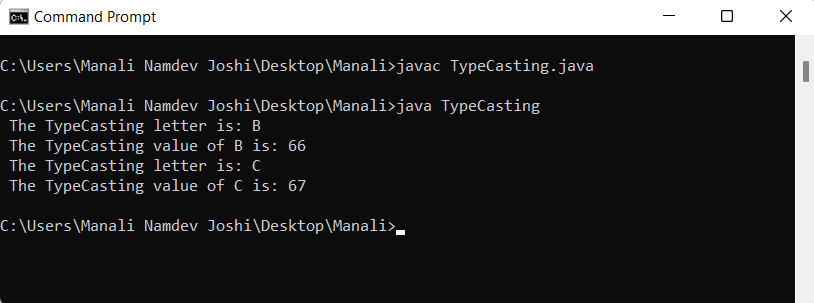 Command Prompt
C:\Users\Manali Namdev Joshi\Desktop\Manali>javac TypeCasting.java
C:\Users\Manali Namdev Joshi\Desktop\Manali>java TypeCasting
The TypeCasting letter is: B
The TypeCasting value of B is: 66
The TypeCasting letter is: C
The TypeCasting value of C is: 67
C:\Users\Manali Namdev Joshi\Desktop\Manali>